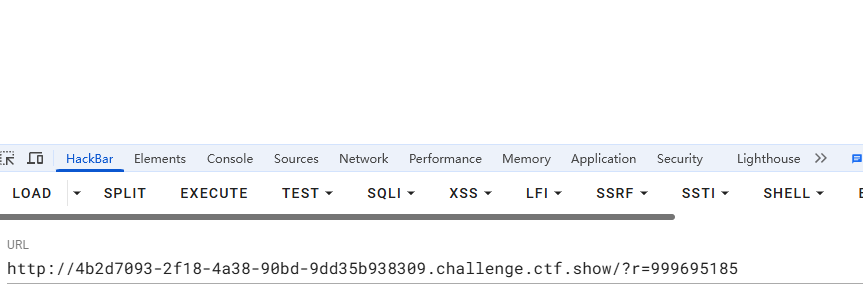 HackBar Elements Console Sources Network Performance Memory Application Security Lighthouse
LOAD SPLIT EXECUTE TEST SQLI XSS LFI SSRF SSTI SHELL
URL
http://4b2d7093-2f18-4a38-90bd-9dd35b938309.challenge.ctf.show/?r=999695185